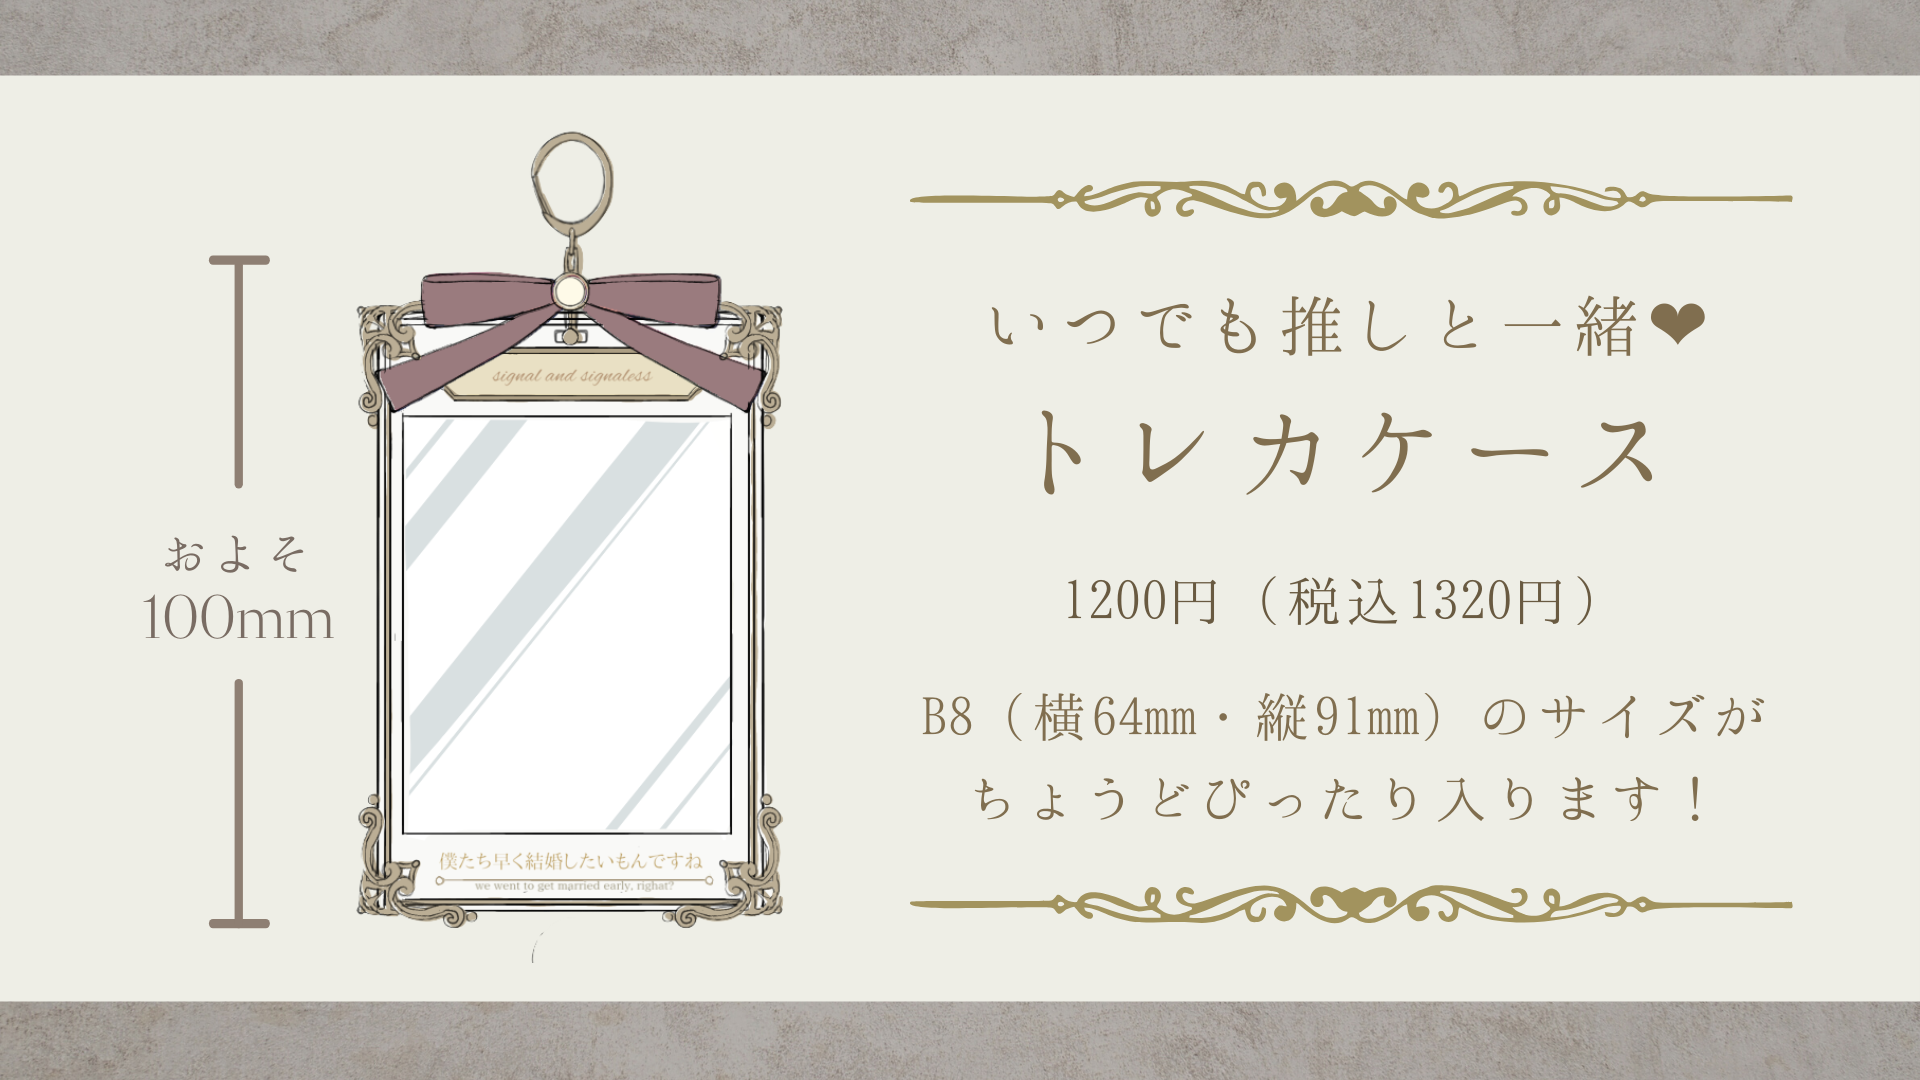 signal and signaless
およそ
100mm
僕たち早く結婚したいもんですね
we went to get married early, righat?
いつでも推しと一緒❤
トレカケース
1200円（税込1320円）
B8（横64mm・縦91mm）のサイズが
ちょうどぴったり入ります！